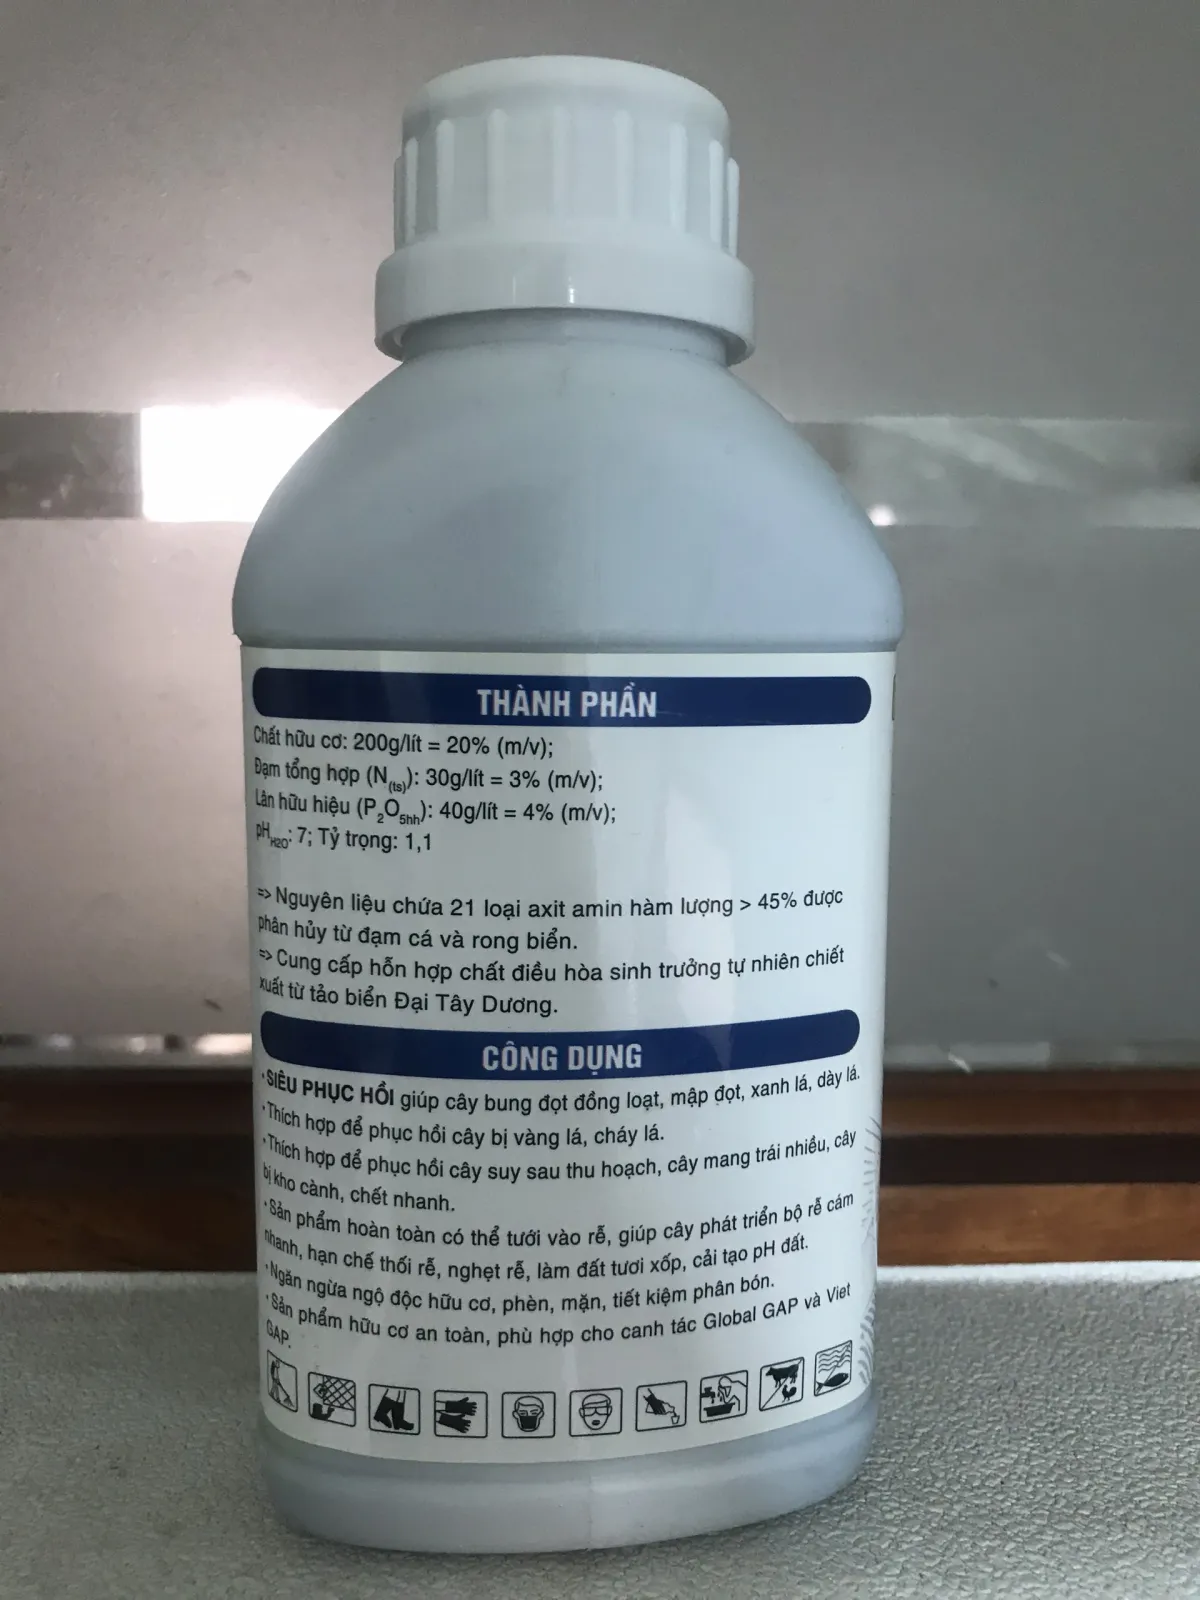 THÀNH PHẦN
Chất hữu cơ: 200g/lít = 20% (m/v);
Đạm tổng hợp (N(ts)): 30g/lít = 3% (m/v);
Lân hữu hiệu (P2O5hh): 40g/lít = 4% (m/v);
pHH2O: 7; Tỷ trọng: 1,1
=> Nguyên liệu chứa 21 loại axit amin hàm lượng > 45% được
phân hủy từ đạm cá và rong biển.
=> Cung cấp hỗn hợp chất điều hòa sinh trưởng tự nhiên chiết
xuất từ tảo biển Đại Tây Dương.
CÔNG DỤNG
• SIÊU PHỤC HỒI giúp cây bung đọt đồng loạt, mập đọt, xanh lá, dày lá.
• Thích hợp để phục hồi cây bị vàng lá, cháy lá.
• Thích hợp để phục hồi cây suy sau thu hoạch, cây mang trái nhiều, cây
bị kho cành, chết nhanh.
• Sản phẩm hoàn toàn có thể tưới vào rễ, giúp cây phát triển bộ rễ cám
nhanh, hạn chế thối rễ, nghẹt rễ, làm đất tươi xốp, cải tạo pH đất.
• Ngăn ngừa ngộ độc hữu cơ, phèn, mặn, tiết kiệm phân bón.
• Sản phẩm hữu cơ an toàn, phù hợp cho canh tác Global GAP và Viet
GAP.